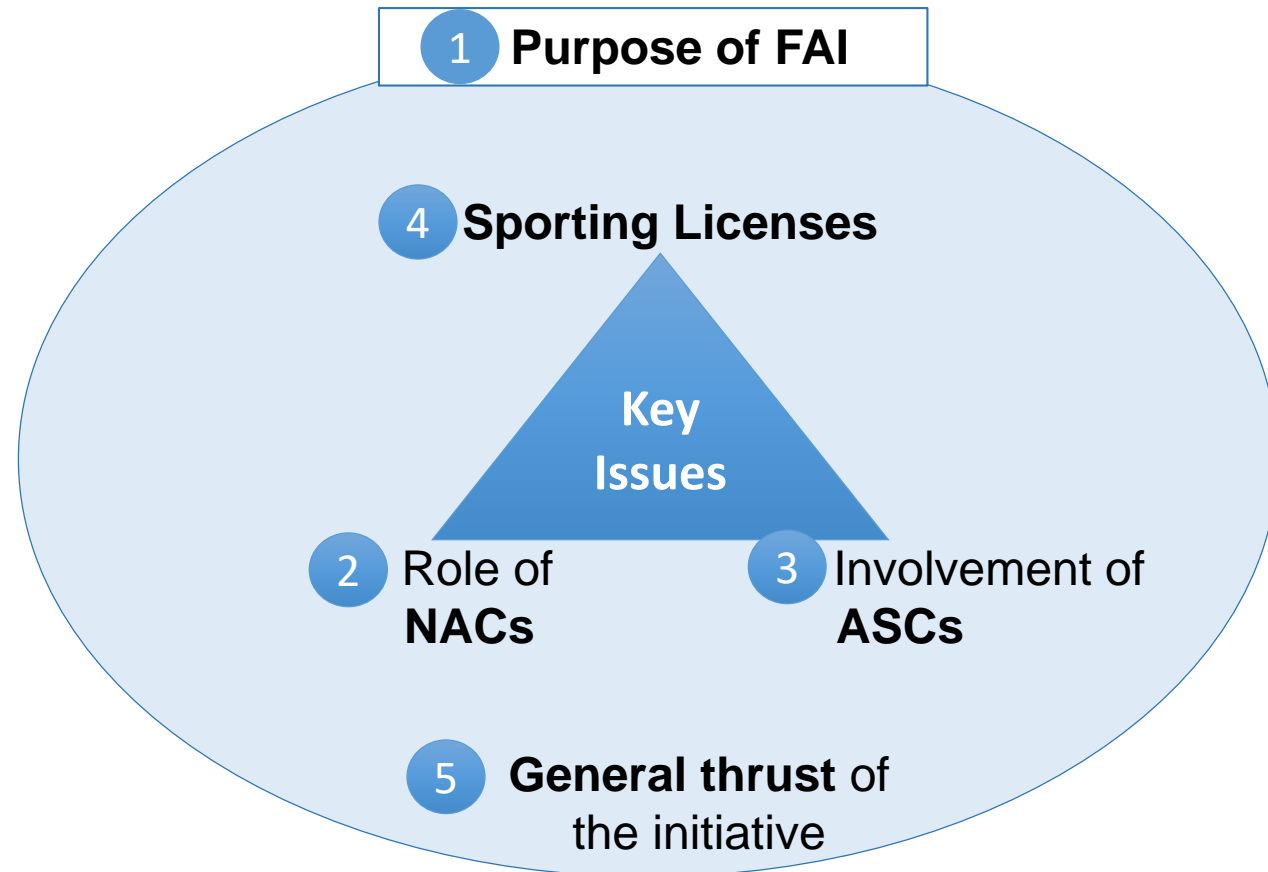 1 Purpose of FAI
4 Sporting Licenses
Key
Issues
2 Role of
NACs
3 Involvement of
ASCs
5 General thrust of
the initiative